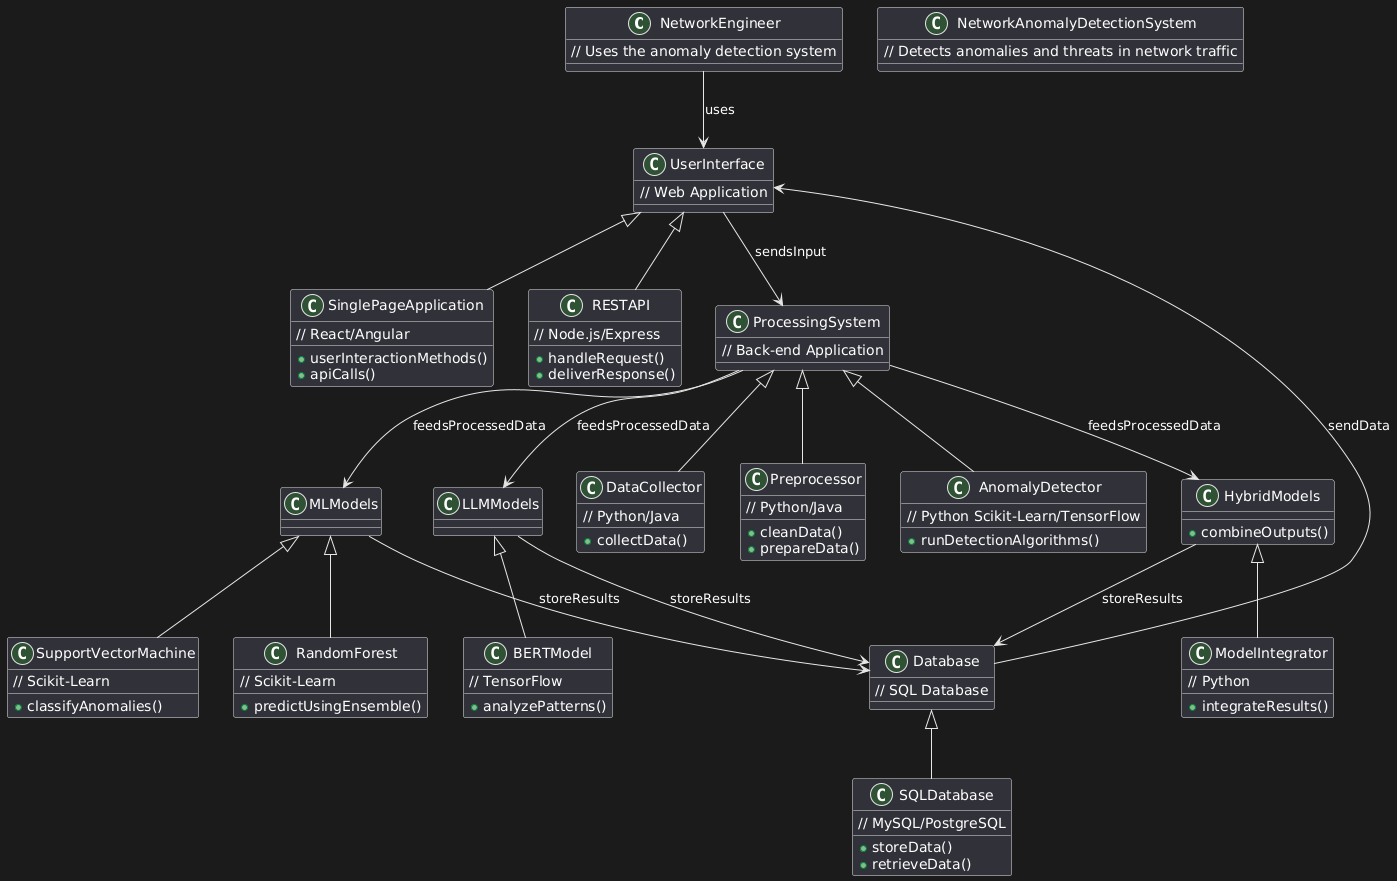 C NetworkEngineer
// Uses the anomaly detection system
C NetworkAnomalyDetectionSystem
// Detects anomalies and threats in network traffic
uses
C UserInterface
// Web Application
sendsInput
C SinglePageApplication
// React/Angular
userInteractionMethods()
apiCalls()
C RESTAPI
// Node.js/Express
handleRequest()
deliverResponse()
C ProcessingSystem
// Back-end Application
feedsProcessedData
feedsProcessedData
feedsProcessedData
sendData
C MLModels
C LLMModels
C DataCollector
// Python/Java
collectData()
C Preprocessor
// Python/Java
cleanData()
prepareData()
C AnomalyDetector
// Python Scikit-Learn/TensorFlow
runDetectionAlgorithms()
C HybridModels
combineOutputs()
storeResults
storeResults
storeResults
C SupportVectorMachine
// Scikit-Learn
classifyAnomalies()
C RandomForest
// Scikit-Learn
predictUsingEnsemble()
C BERTModel
// TensorFlow
analyzePatterns()
C Database
// SQL Database
C ModelIntegrator
// Python
integrateResults()
C SQLDatabase
// MySQL/PostgreSQL
storeData()
retrieveData()